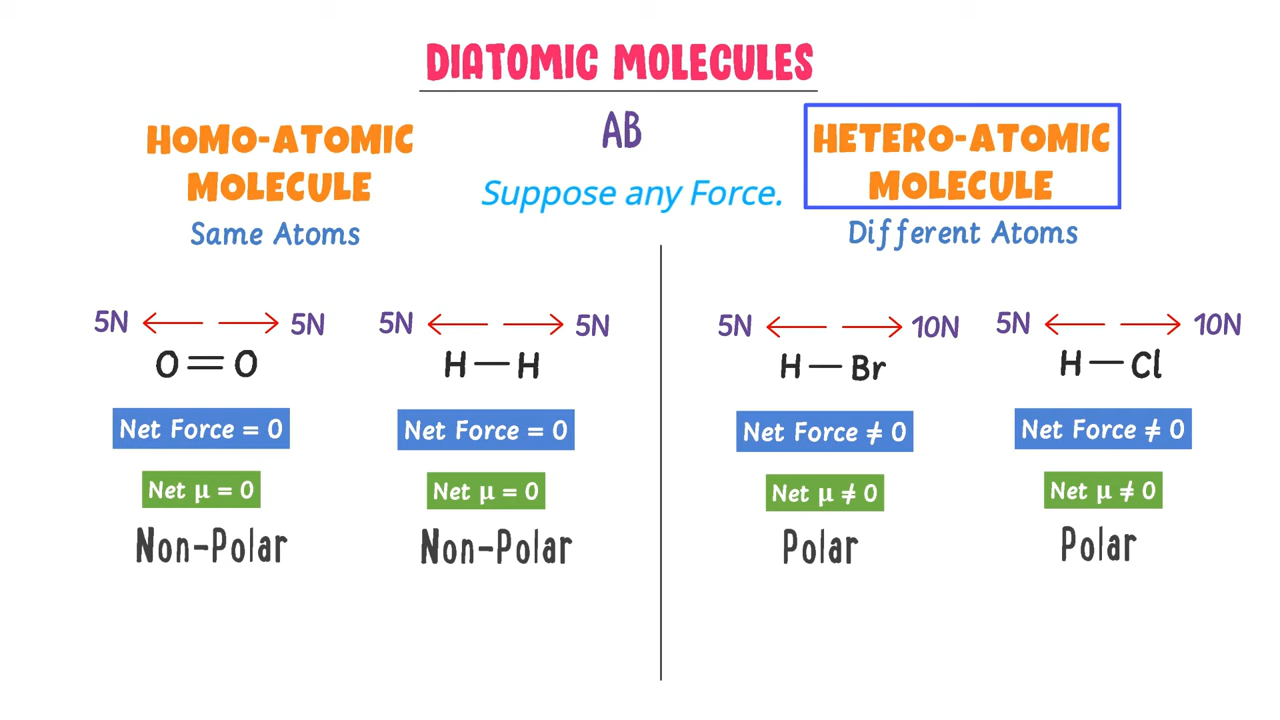 DIATOMIC MOLECULES
AB
Suppose any Force.
HOMO-ATOMIC
MOLECULE
Same Atoms
5N 5N
O=O
Net Force = 0
Net μ = 0
Non-Polar
5N 5N
H—H
Net Force = 0
Net μ = 0
Non-Polar
HETERO-ATOMIC
MOLECULE
Different Atoms
5N 10N
H—Br
Net Force ≠ 0
Net μ ≠ 0
Polar
5N 10N
H—Cl
Net Force ≠ 0
Net μ ≠ 0
Polar